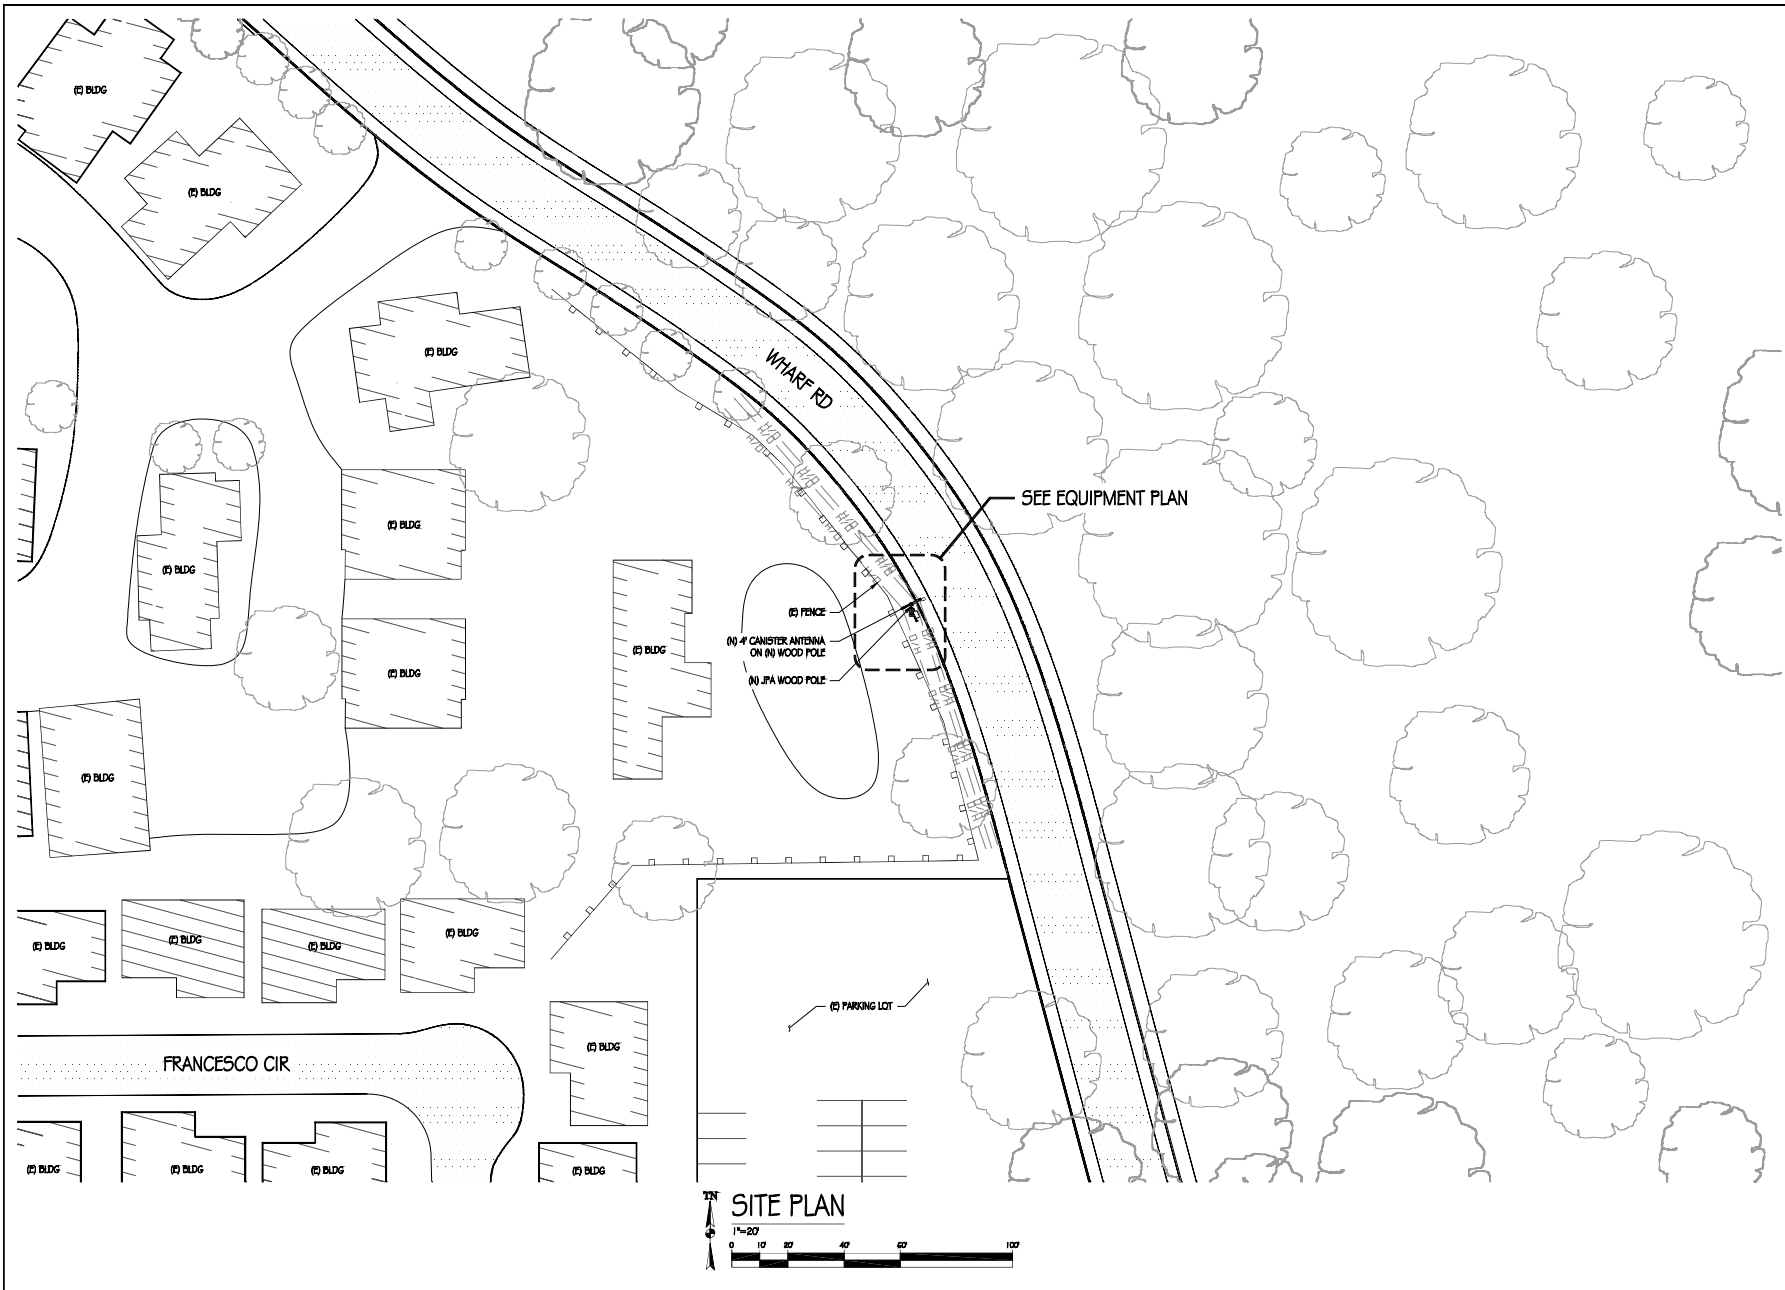 (E) BLDG
(E) BLDG
(E) BLDG
WHARF RD
SEE EQUIPMENT PLAN
(E) BLDG
(E) BLDG
(E) FENCE
(N) 4' CANISTER ANTENNA
ON (N) WOOD POLE
(N) JPA WOOD POLE
(E) BLDG
(E) BLDG
(E) BLDG
(E) BLDG
(E) BLDG
(E) BLDG
(E) BLDG
(E) PARKING LOT
(E) BLDG
(E) BLDG
FRANCESCO CIR
(E) BLDG
(E) BLDG
(E) BLDG
(E) BLDG
TN
SITE PLAN
1"=20'
0 10' 20' 40' 60' 100'